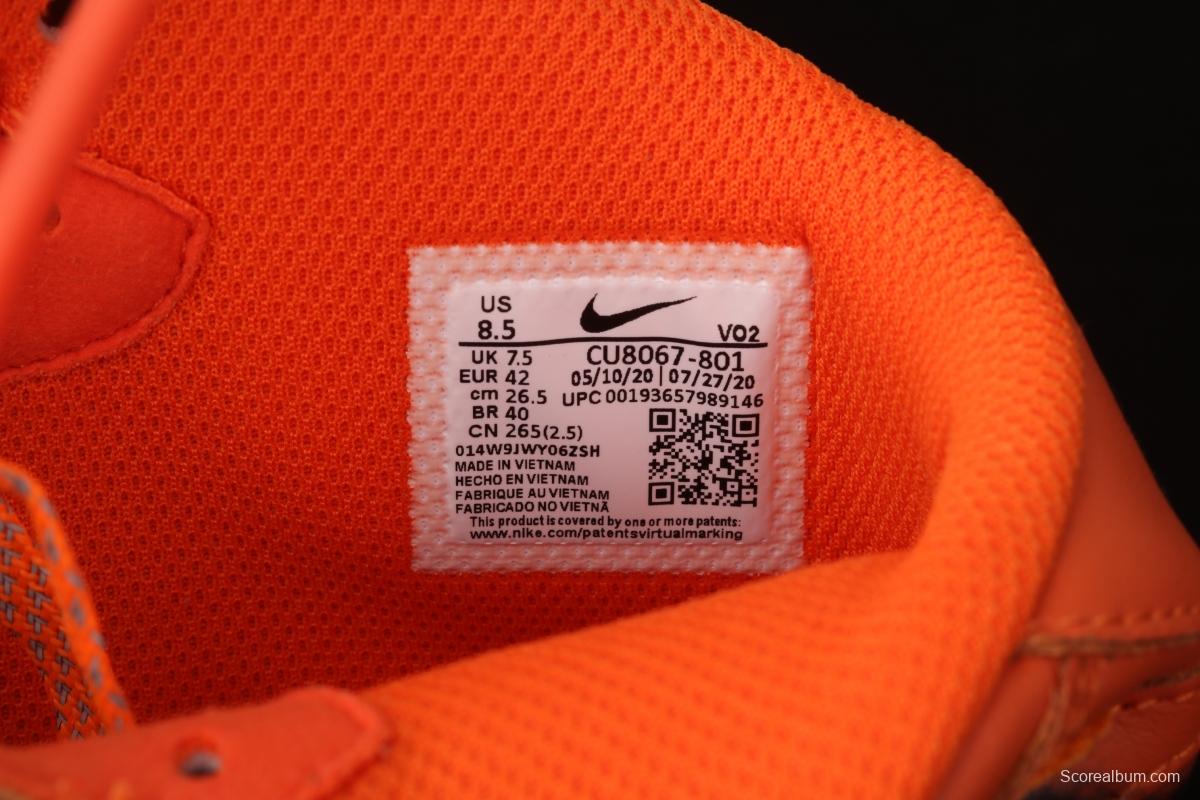 US
8.5
VO2
UK 7.5
CU8067-801
EUR 42
05/10/20 | 07/27/20
cm 26.5
UPC 00193657989146
BR 40
CN 265(2.5)
014W9JWY06ZSH
MADE IN VIETNAM
HECHO EN VIETNAM
FABRIQUE AU VIETNAM
FABRICADO NO VIETNÃ
This product is covered by one or more patents:
www.nike.com/patentsvirtualmarking
Scorealbum.com